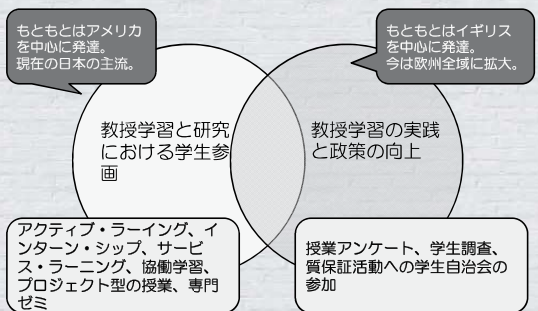 もともとはアメリカ
を中心に発達。
現在の日本の主流。
もともとはイギリス
を中心に発達。
今は欧州全域に拡大。
教授学習と研究
における学生参
画
教授学習の実践
と政策の向上
アクティブ・ラーイング、イ
ンターン・シップ、サービ
ス・ラーニング、協働学習、
プロジェクト型の授業、専門
ゼミ
授業アンケート、学生調査、
質保証活動への学生自治会の
参加